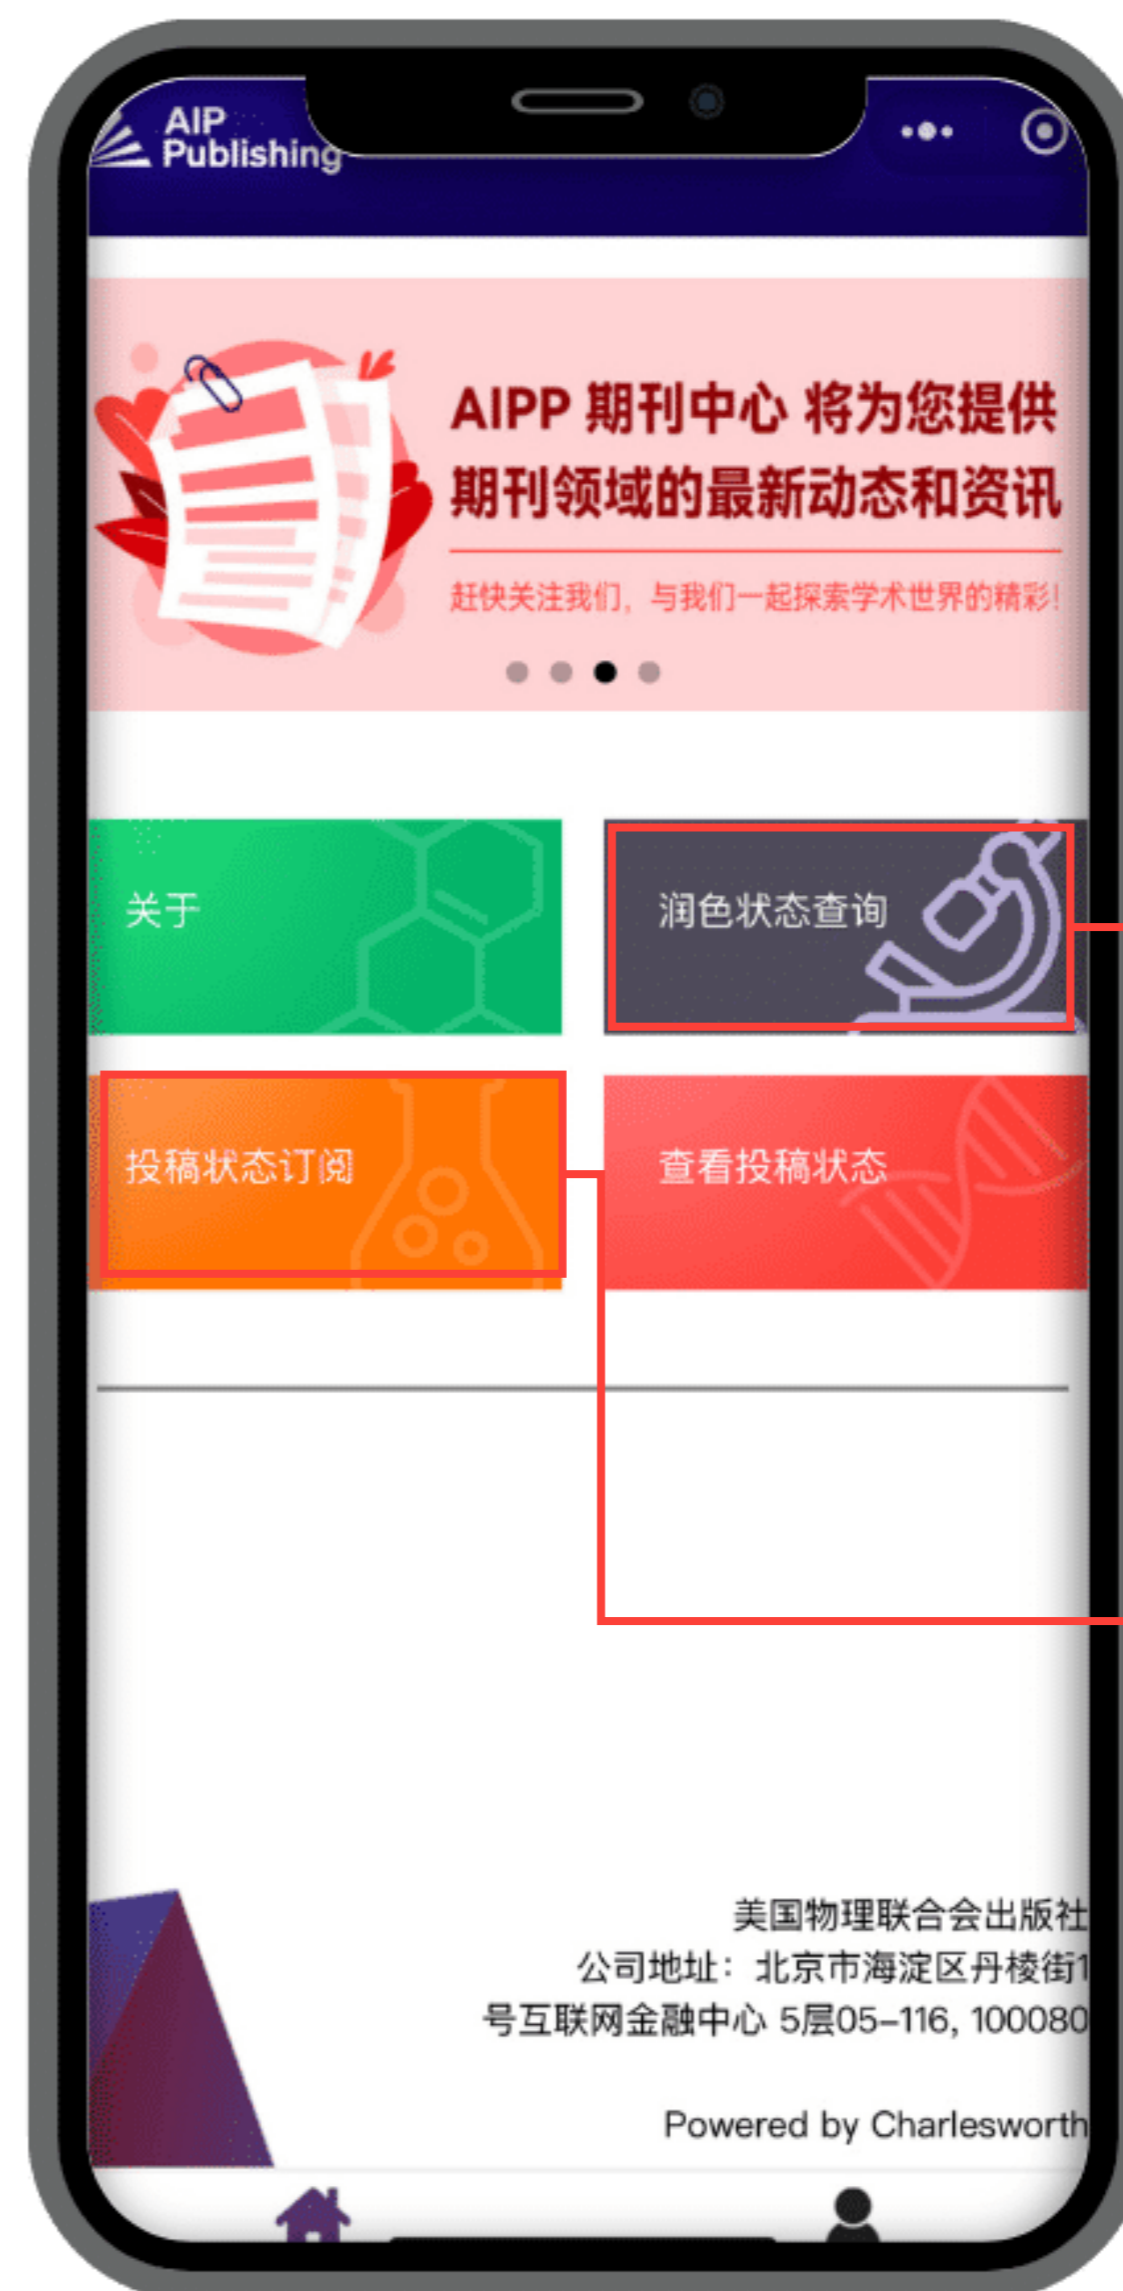 AIP
Publishing
AIPP 期刊中心 将为您提供
期刊领域的最新动态和资讯
赶快关注我们，与我们一起探索学术世界的精彩！
关于
润色状态查询
投稿状态订阅
查看投稿状态
美国物理联合会出版社
公司地址：北京市海淀区丹棱街1
号互联网金融中心 5层05-116, 100080
Powered by Charlesworth